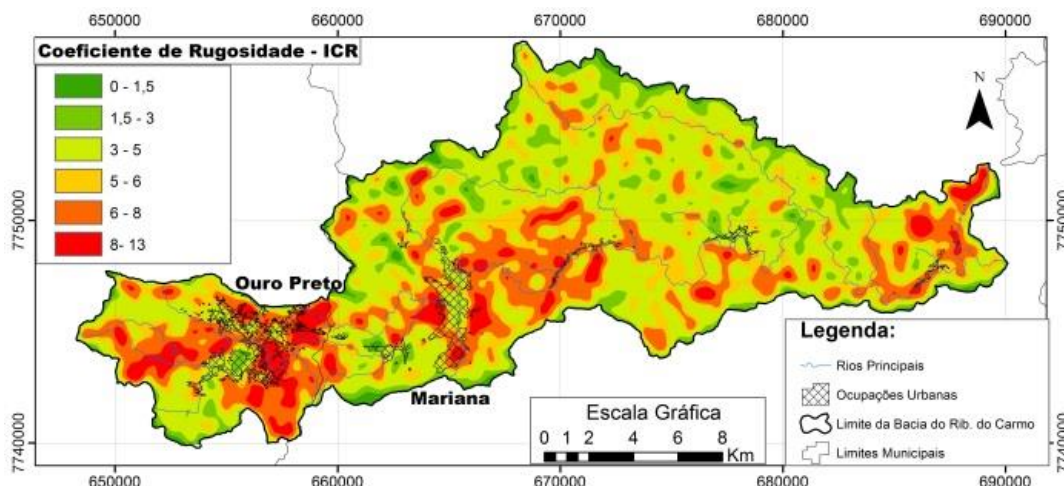 650000 660000 670000 680000 690000
Coeficiente de Rugosidade - ICR
0 - 1,5
1,5 - 3
3 - 5
5 - 6
6 - 8
8- 13
N
7750000 7750000
Ouro Preto
Mariana
Legenda:
Rios Principais
Ocupações Urbanas
Limite da Bacia do Rib. do Carmo
Limites Municipais
Escala Gráfica
0 1 2 4 6 8
Km
7740000 7740000
650000 660000 670000 680000 690000